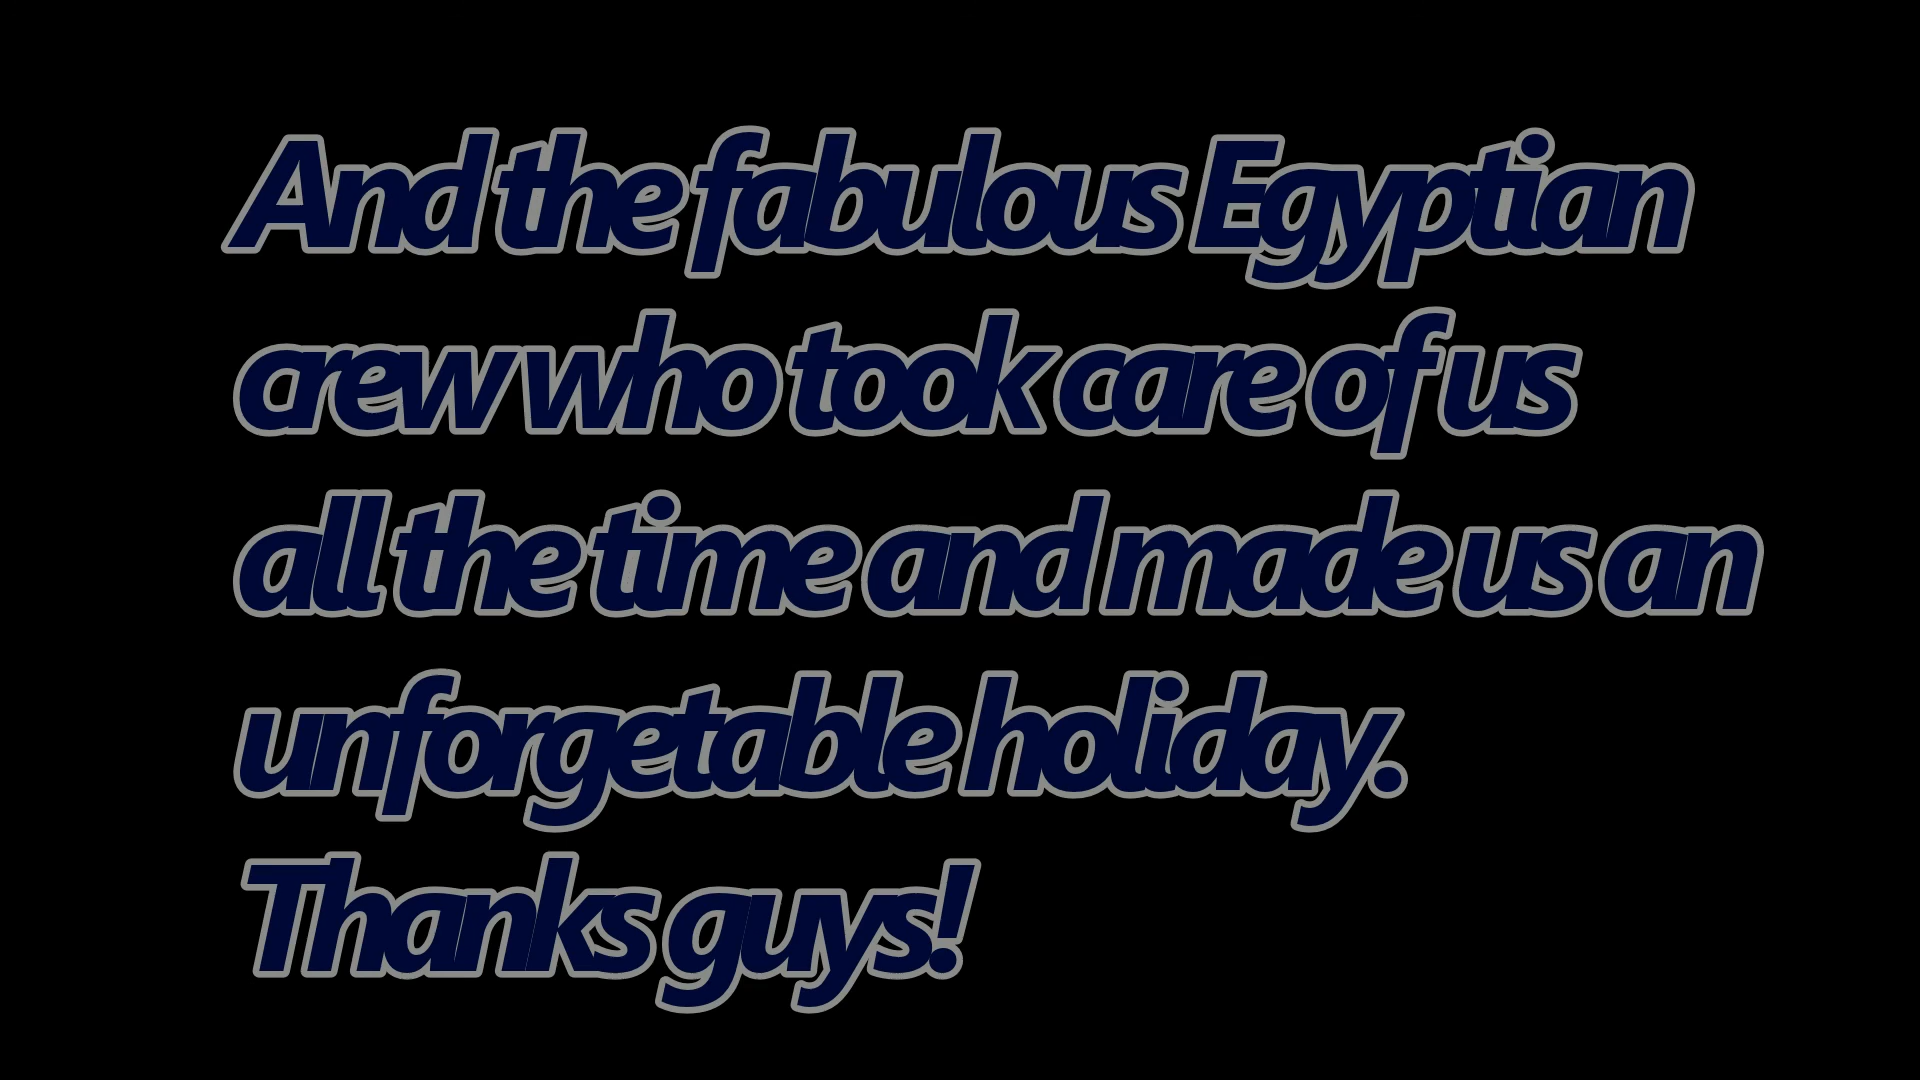 And the fabulous Egyptian
crew who took care of us
all the time and made us an
unforgetable holiday.
Thanks guys!